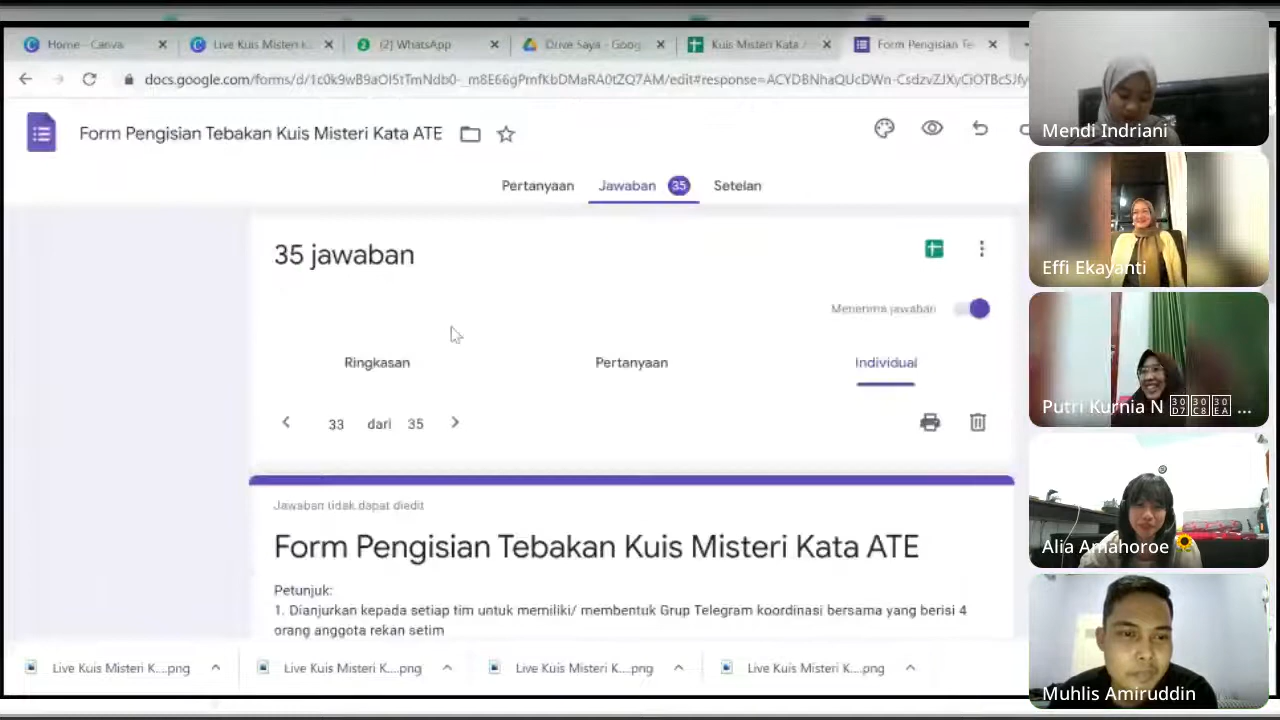 Home - Canva
Live Kuis Misteri K...
(2) WhatsApp
Drive Saya - Goog
Kuis Misteri Kata
Form Pengisian Te
Form Pengisian Tebakan Kuis Misteri Kata ATE
Pertanyaan
Jawaban 35
Setelan
35 jawaban
Menerima jawaban
Ringkasan
Pertanyaan
Individual
33 dari 35
Jawaban tidak dapat diedit
Form Pengisian Tebakan Kuis Misteri Kata ATE
Petunjuk:
1. Dianjurkan kepada setiap tim untuk memiliki/ membentuk Grup Telegram koordinasi bersama yang berisi 4
orang anggota rekan setim
Live Kuis Misteri K....png
Live Kuis Misteri K....png
Live Kuis Misteri K....png
Live Kuis Misteri K....png
Mendi Indriani
Effi Ekayanti
Putri Kurnia N ...
Alia Amahoroe
Muhlis Amiruddin